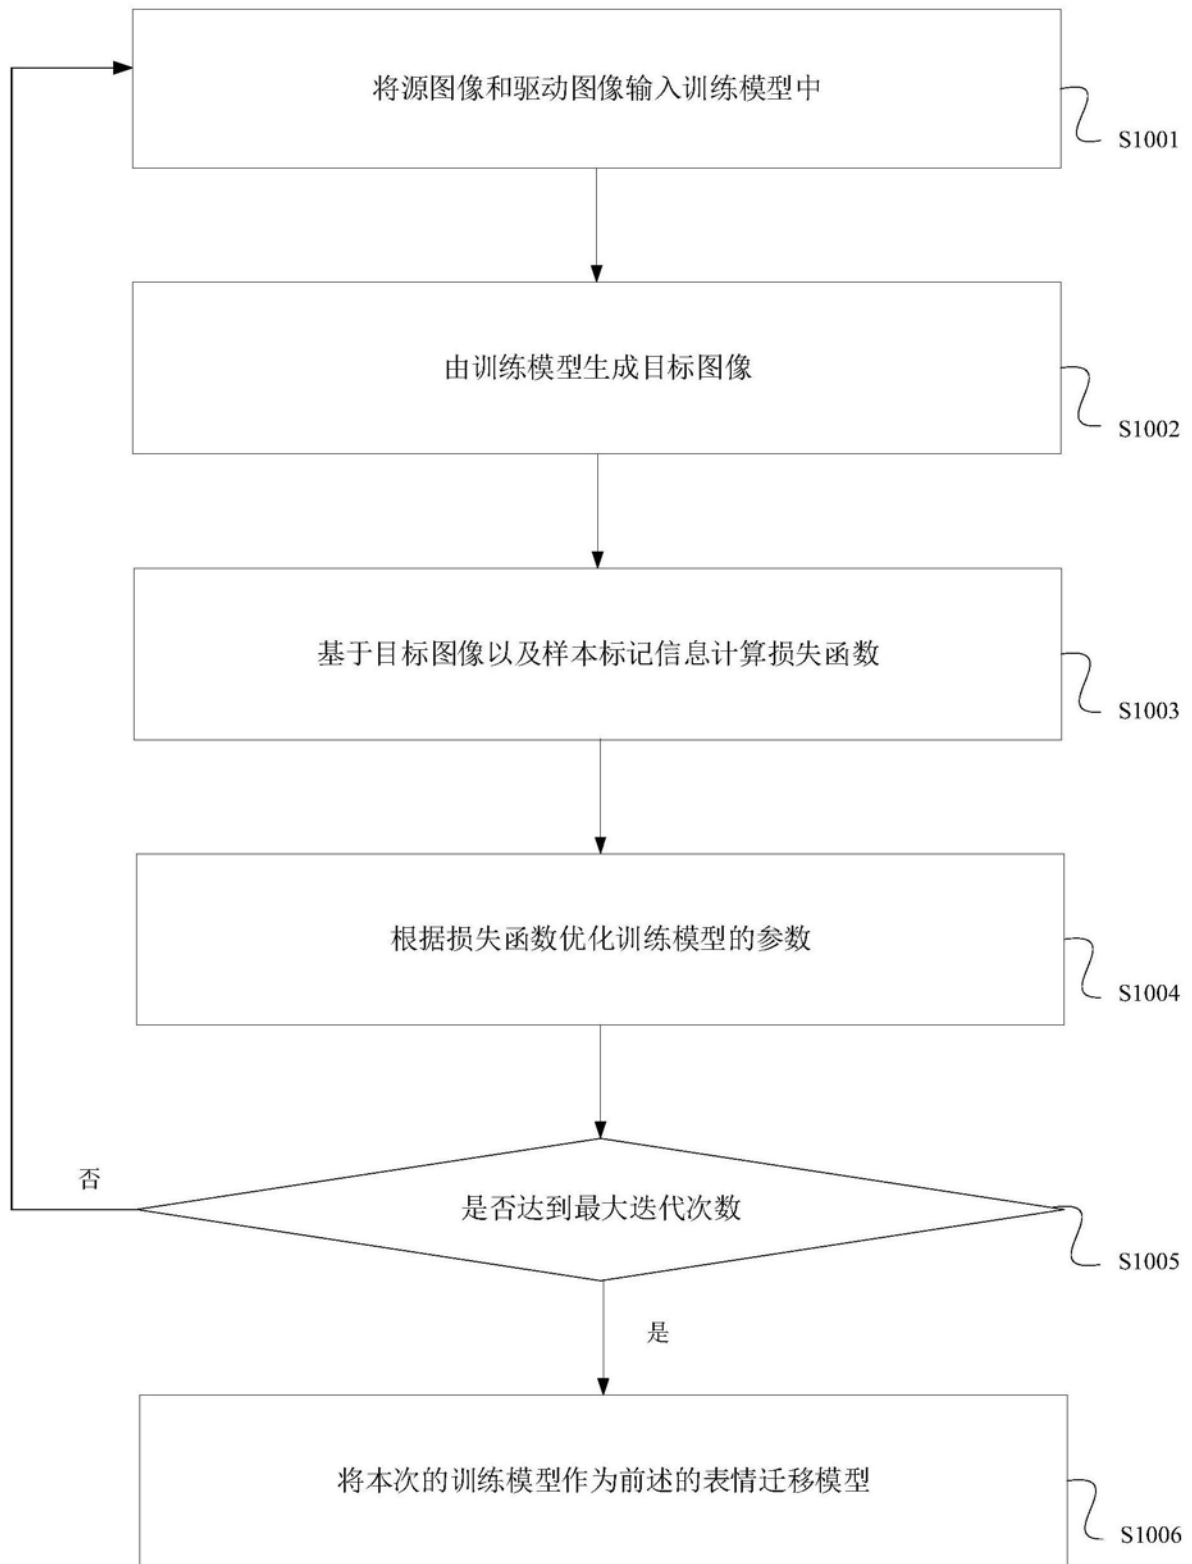 将源图像和驱动图像输入训练模型中
S1001
由训练模型生成目标图像
S1002
基于目标图像以及样本标记信息计算损失函数
S1003
根据损失函数优化训练模型的参数
S1004
否
是否达到最大迭代次数
S1005
是
将本次的训练模型作为前述的表情迁移模型
S1006